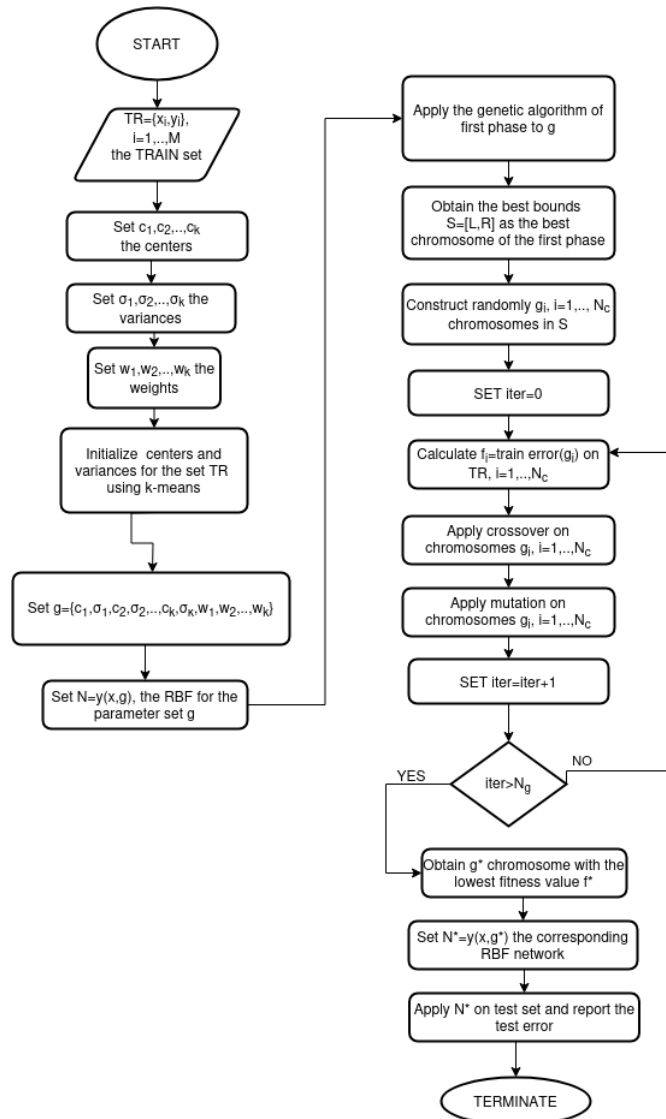 START
TR={xᵢ,yᵢ},
i=1,..,M
the TRAIN set
Set c₁,c₂,..,cₖ
the centers
Set σ₁,σ₂,..,σₖ the
variances
Set w₁,w₂,..,wₖ the
weights
Initialize centers and
variances for the set TR
using k-means
Set g={c₁,σ₁,c₂,σ₂,..,cₖ,σₖ,w₁,w₂,..,wₖ}
Set N=y(x,g), the RBF for the
parameter set g
Apply the genetic algorithm of
first phase to g
Obtain the best bounds
S=[L,R] as the best
chromosome of the first phase
Construct randomly gᵢ, i=1,.., N_c
chromosomes in S
SET iter=0
Calculate fᵢ=train error(gᵢ) on
TR, i=1,..,N_c
Apply crossover on
chromosomes gᵢ, i=1,..,N_c
Apply mutation on
chromosomes gᵢ, i=1,..,N_c
SET iter=iter+1
iter>N_g
YES
NO
Obtain g* chromosome with the
lowest fitness value f*
Set N*=y(x,g*) the corresponding
RBF network
Apply N* on test set and report the
test error
TERMINATE